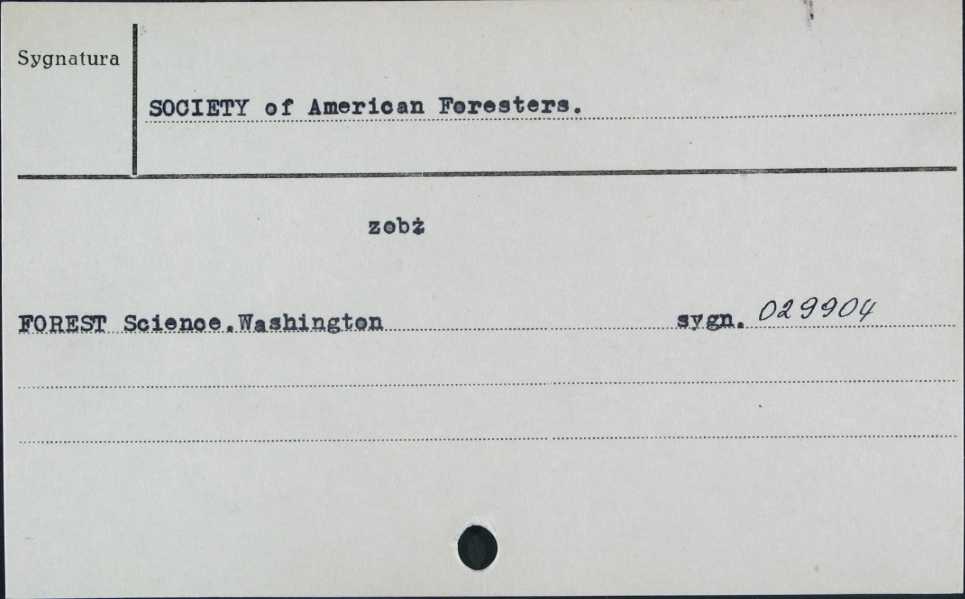 Sygnatura
SOCIETY of American Foresters.
zobż
FOREST Science.Washington sygn. 029904